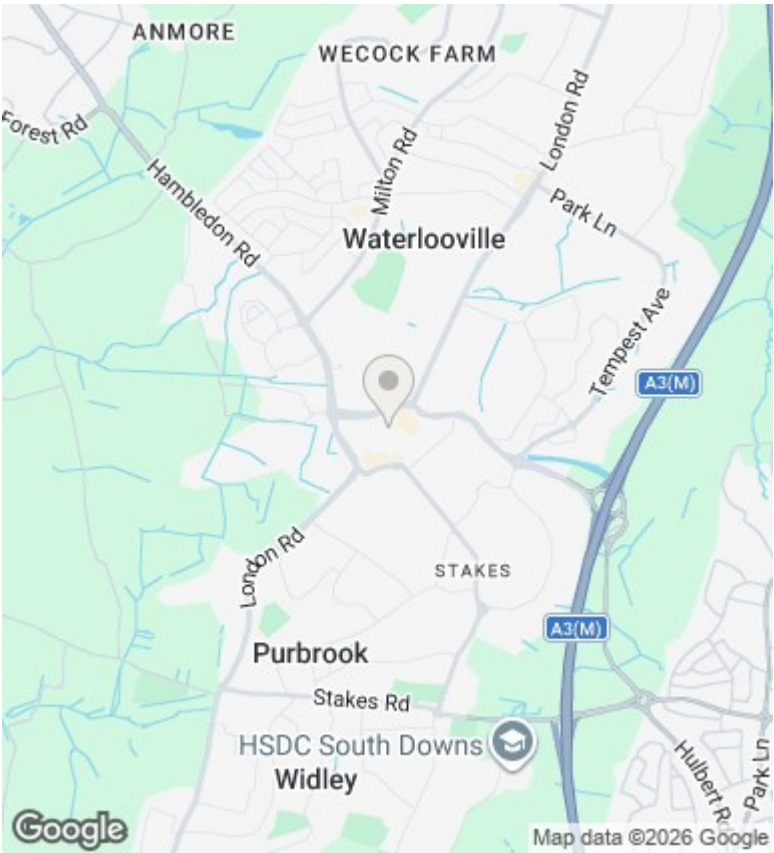 ANMORE
WECOCK FARM
Forest Rd
London Rd
Milton Rd
Hambledon Rd
Park Ln
Waterlooville
Tempest Ave
A3(M)
London Rd
STAKES
A3(M)
Purbrook
Stakes Rd
HSDC South Downs
Widley
Hulbert Rd
Park Ln
Google
Map data ©2026 Google